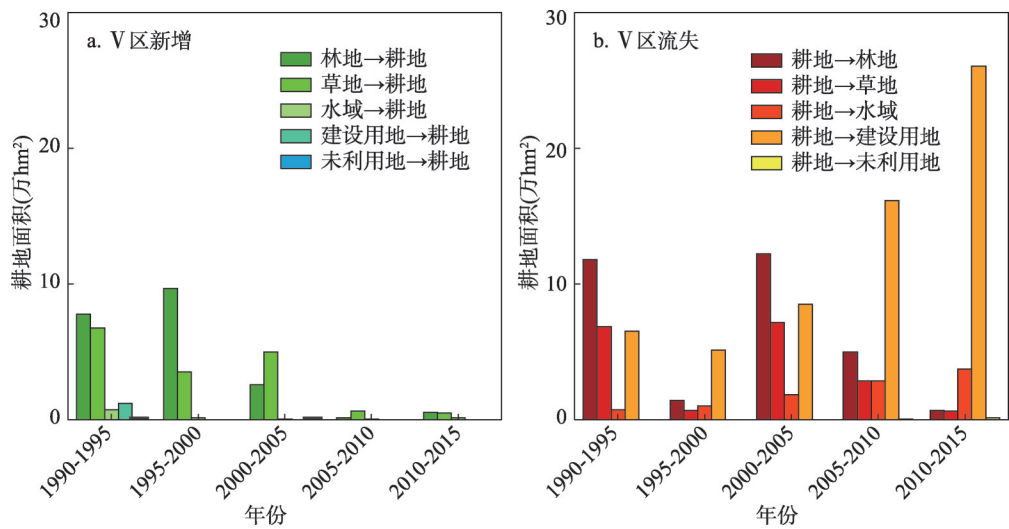 a. Ⅴ区新增
林地→耕地
草地→耕地
水域→耕地
建设用地→耕地
未利用地→耕地
耕地面积(万hm²)
30
20
10
0
1990-1995
1995-2000
2000-2005
2005-2010
2010-2015
年份
b. Ⅴ区流失
耕地→林地
耕地→草地
耕地→水域
耕地→建设用地
耕地→未利用地
耕地面积(万hm²)
30
20
10
0
1990-1995
1995-2000
2000-2005
2005-2010
2010-2015
年份